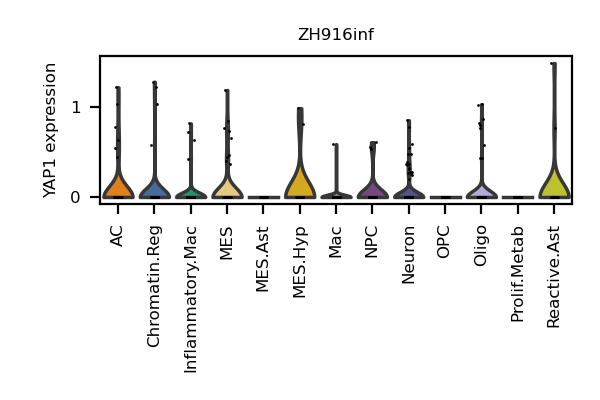 ZH916inf
YAP1 expression
1
0
AC
Chromatin.Reg
Inflammatory.Mac
MES
MES.Ast
MES.Hyp
Mac
NPC
Neuron
OPC
Oligo
Prolif.Metab
Reactive.Ast